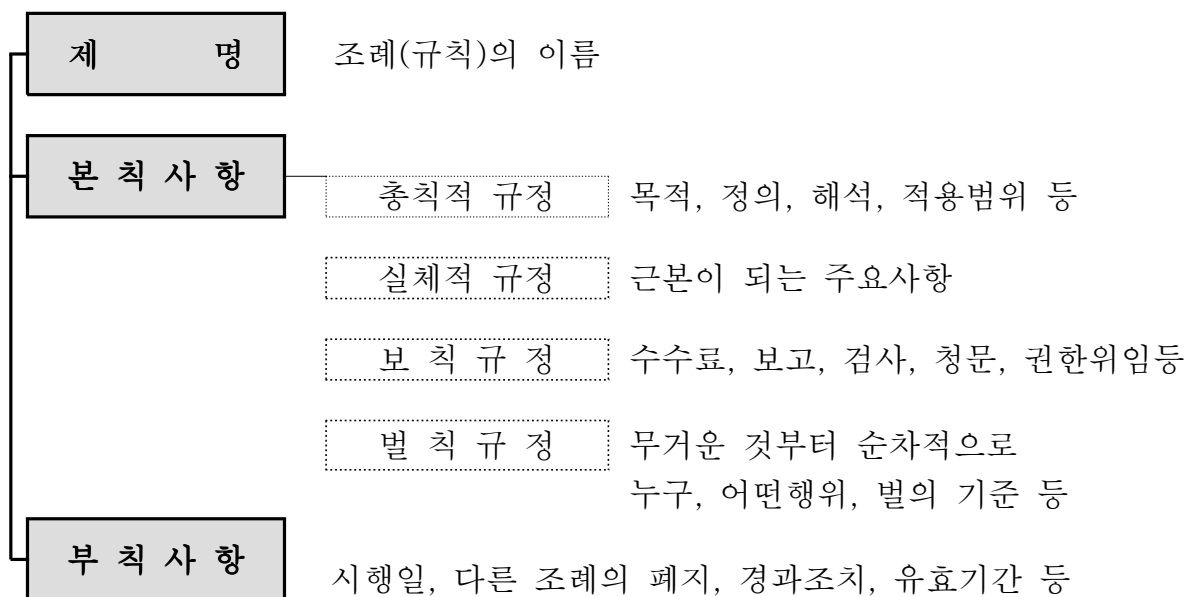 제 명 조례(규칙)의 이름
본 칙 사 항
총칙적 규정 목적, 정의, 해석, 적용범위 등
실체적 규정 근본이 되는 주요사항
보 칙 규 정 수수료, 보고, 검사, 청문, 권한위임등
벌 칙 규 정 무거운 것부터 순차적으로
누구, 어떤행위, 벌의 기준 등
부 칙 사 항
시행일, 다른 조례의 폐지, 경과조치, 유효기간 등